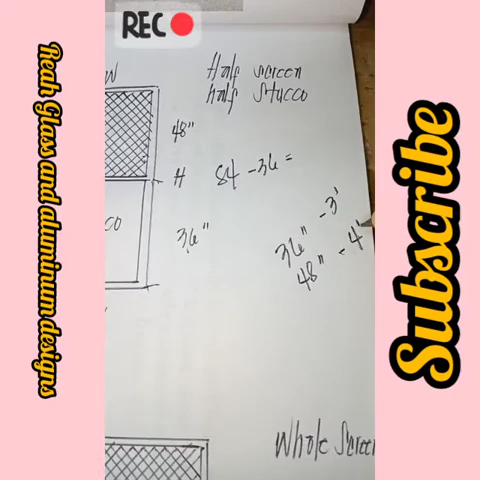 REC
W
Half screen
half Stucco
48"
H 84 - 36 =
CO
36"
36" - 3'
48" - 4'
Whole Screen
Reah Glass and aluminum designs
Subscribe